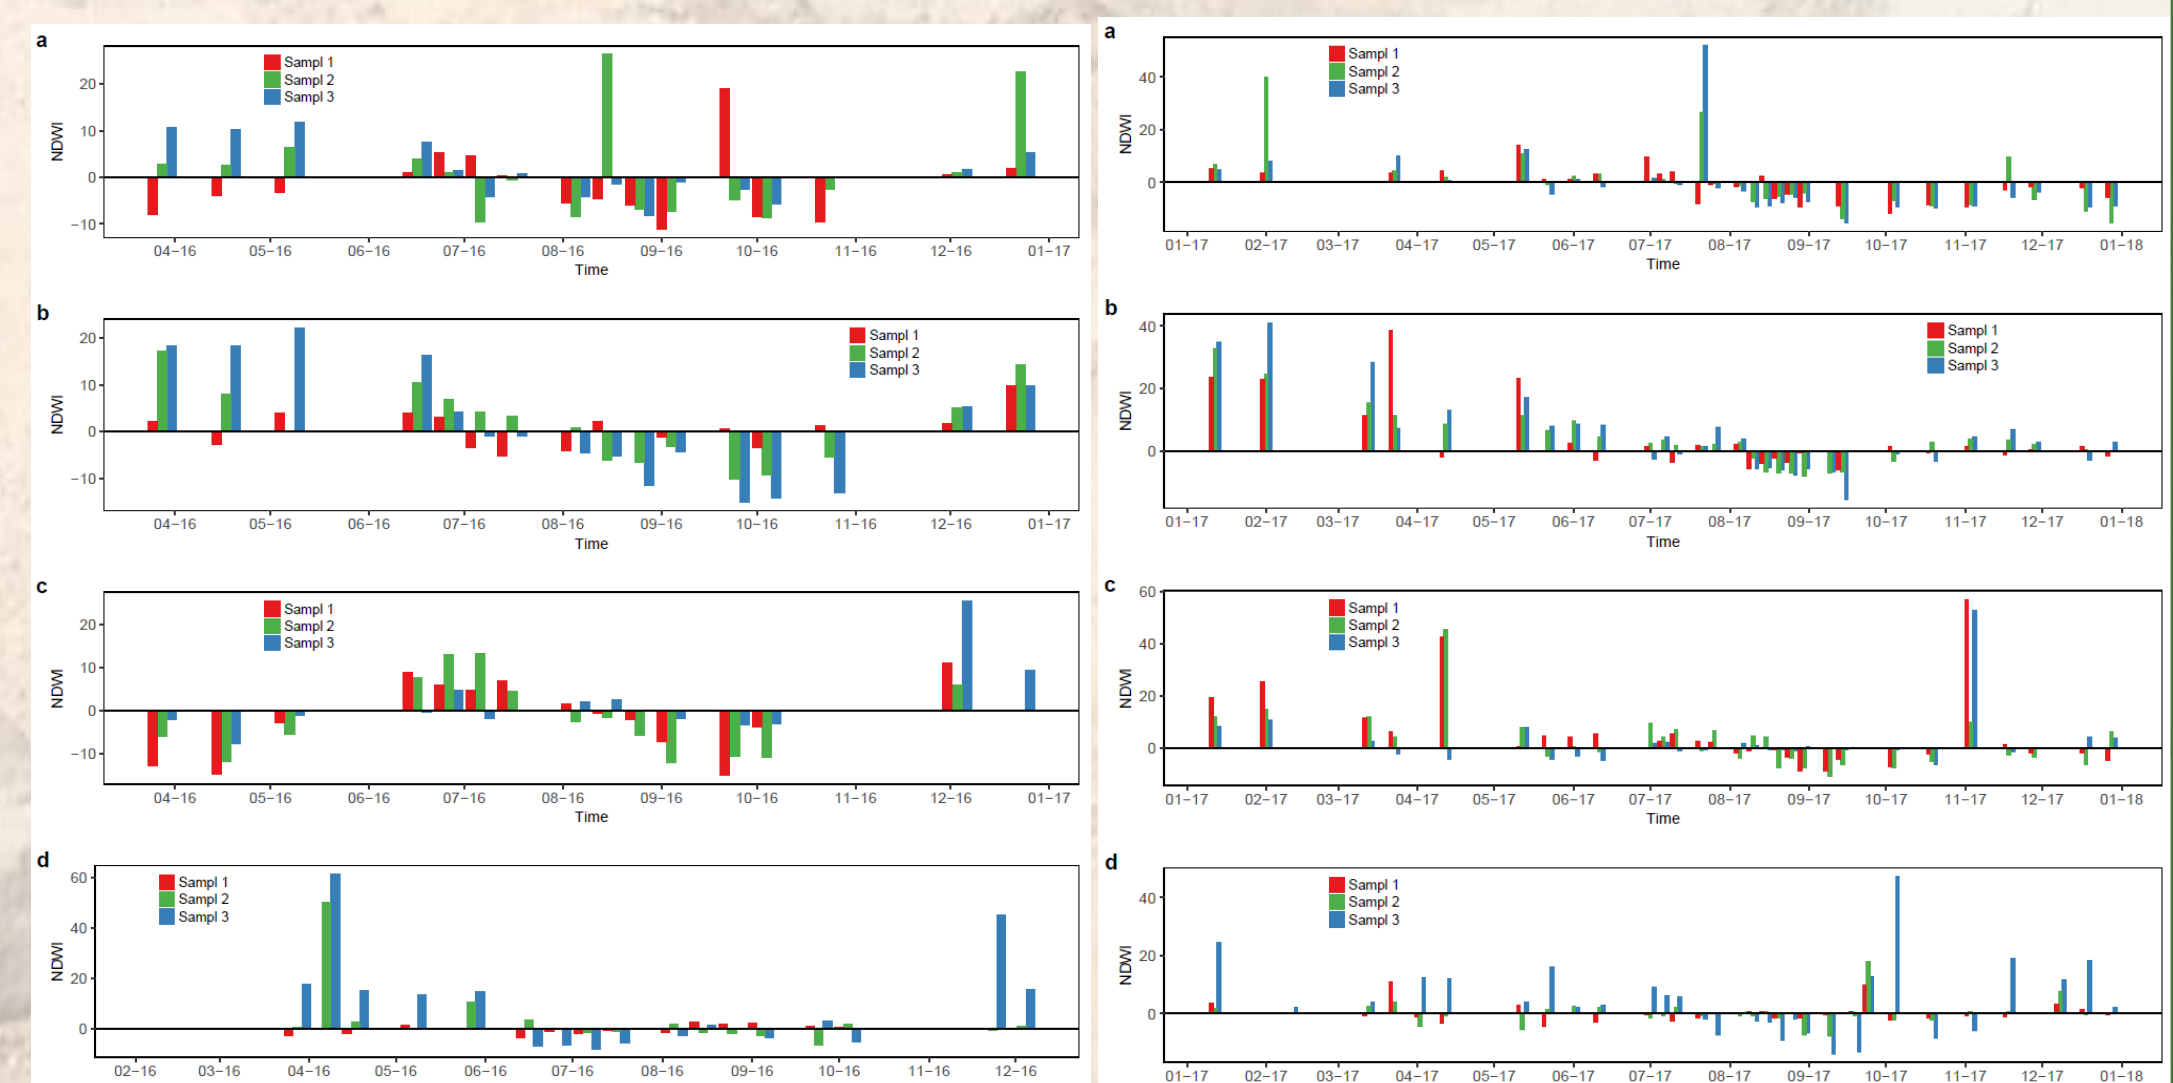 a
Sampl 1
Sampl 2
Sampl 3
20
10
0
−10
NDWI
04−16 05−16 06−16 07−16 08−16 09−16 10−16 11−16 12−16 01−17
Time
b
Sampl 1
Sampl 2
Sampl 3
20
10
0
−10
NDWI
04−16 05−16 06−16 07−16 08−16 09−16 10−16 11−16 12−16 01−17
Time
c
Sampl 1
Sampl 2
Sampl 3
20
10
0
−10
NDWI
04−16 05−16 06−16 07−16 08−16 09−16 10−16 11−16 12−16 01−17
Time
d
Sampl 1
Sampl 2
Sampl 3
60
40
20
0
NDWI
02−16 03−16 04−16 05−16 06−16 07−16 08−16 09−16 10−16 11−16 12−16
a
Sampl 1
Sampl 2
Sampl 3
40
20
0
NDWI
01−17 02−17 03−17 04−17 05−17 06−17 07−17 08−17 09−17 10−17 11−17 12−17 01−18
Time
b
Sampl 1
Sampl 2
Sampl 3
40
20
0
NDWI
01−17 02−17 03−17 04−17 05−17 06−17 07−17 08−17 09−17 10−17 11−17 12−17 01−18
Time
c
Sampl 1
Sampl 2
Sampl 3
60
40
20
0
NDWI
01−17 02−17 03−17 04−17 05−17 06−17 07−17 08−17 09−17 10−17 11−17 12−17 01−18
Time
d
Sampl 1
Sampl 2
Sampl 3
40
20
0
NDWI
01−17 02−17 03−17 04−17 05−17 06−17 07−17 08−17 09−17 10−17 11−17 12−17 01−18